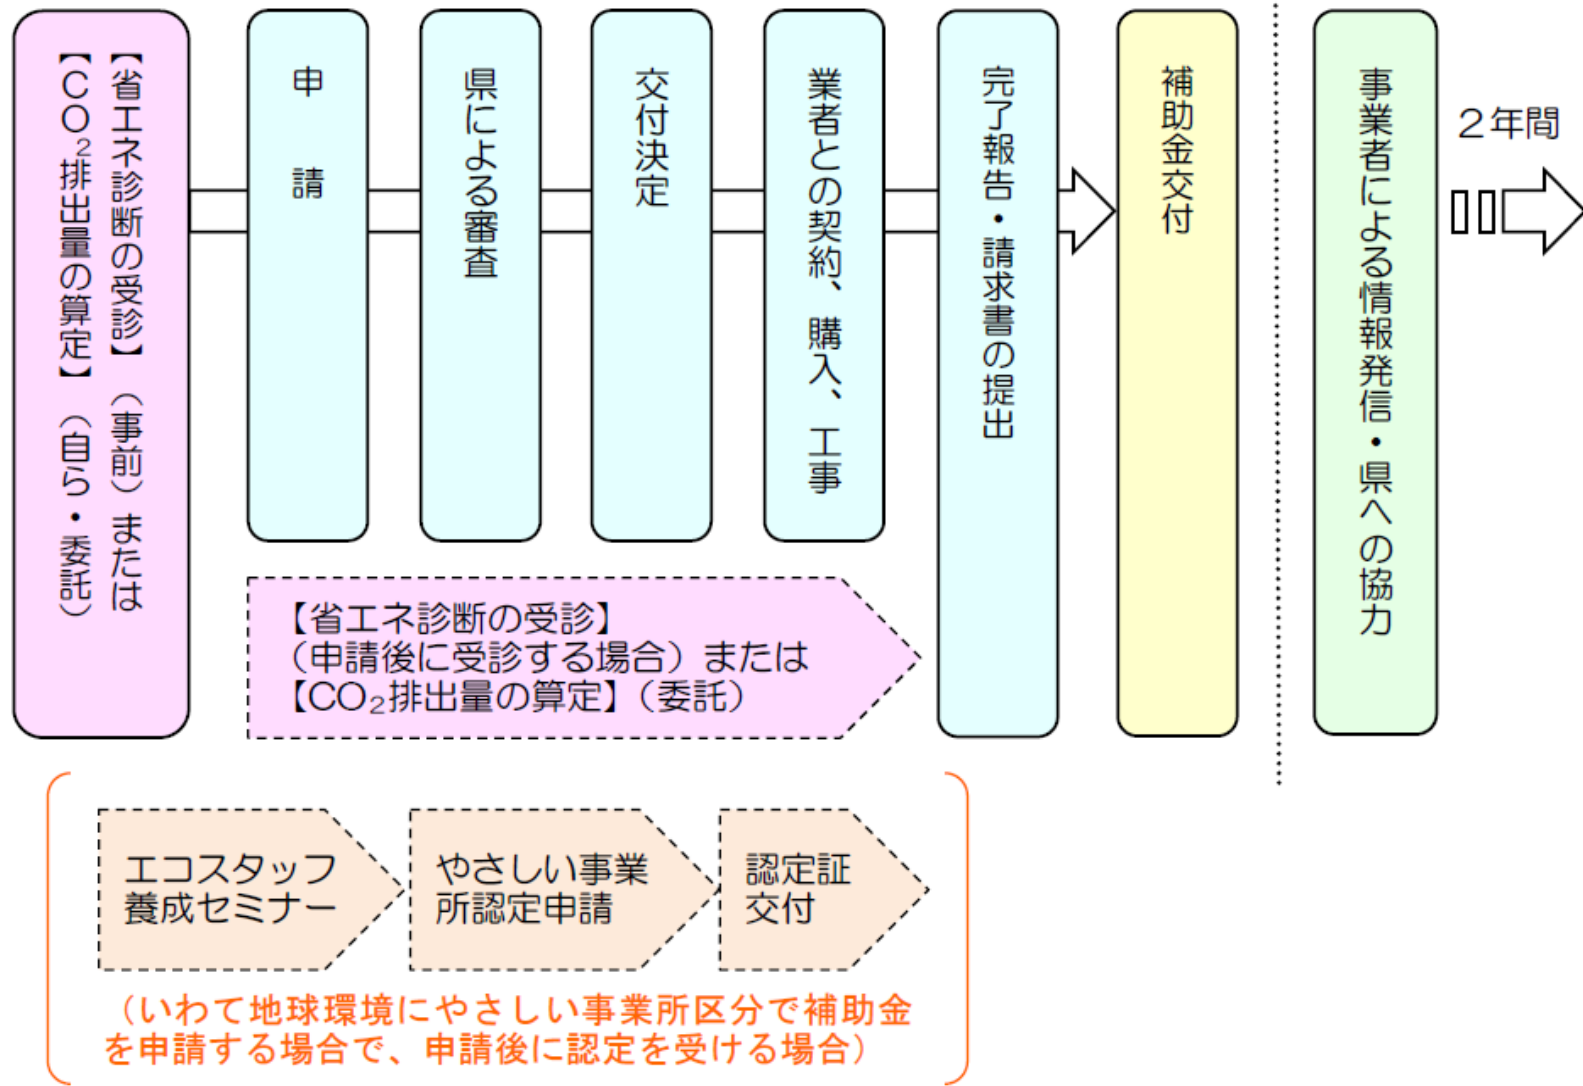 【省エネ診断の受診】（事前）または
【CO₂排出量の算定】（自ら・委託）
申請
県による審査
交付決定
業者との契約、購入、工事
完了報告・請求書の提出
補助金交付
事業者による情報発信・県への協力
２年間
【省エネ診断の受診】
（申請後に受診する場合）または
【CO₂排出量の算定】（委託）
エコスタッフ
養成セミナー
やさしい事業
所認定申請
認定証
交付
（いわて地球環境にやさしい事業所区分で補助金
を申請する場合で、申請後に認定を受ける場合）